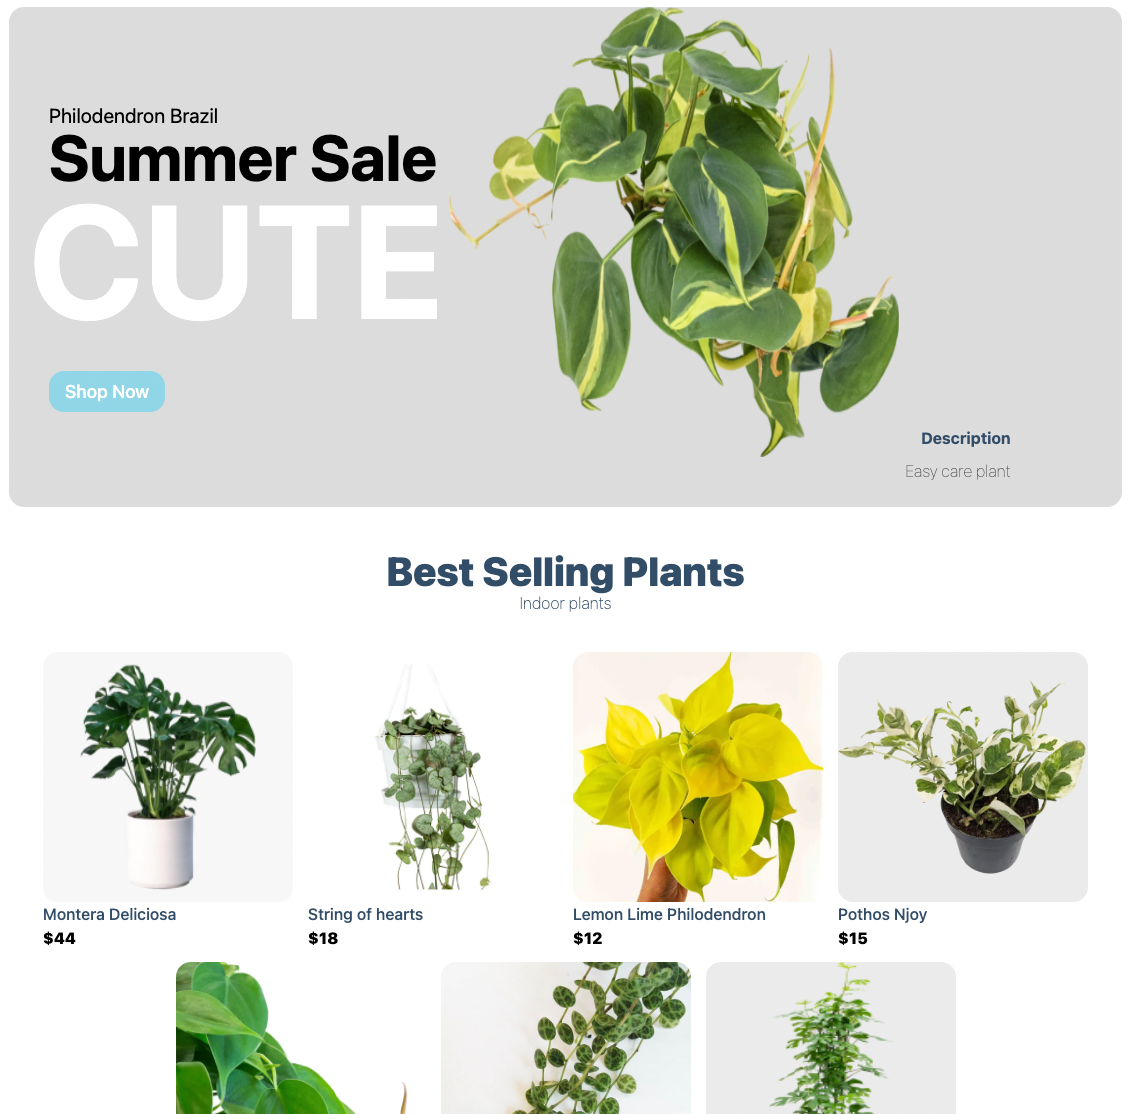 Philodendron Brazil
Summer Sale
CUTE
Shop Now
Description
Easy care plant
Best Selling Plants
Indoor plants
Montera Deliciosa
$44
String of hearts
$18
Lemon Lime Philodendron
$12
Pothos Njoy
$15